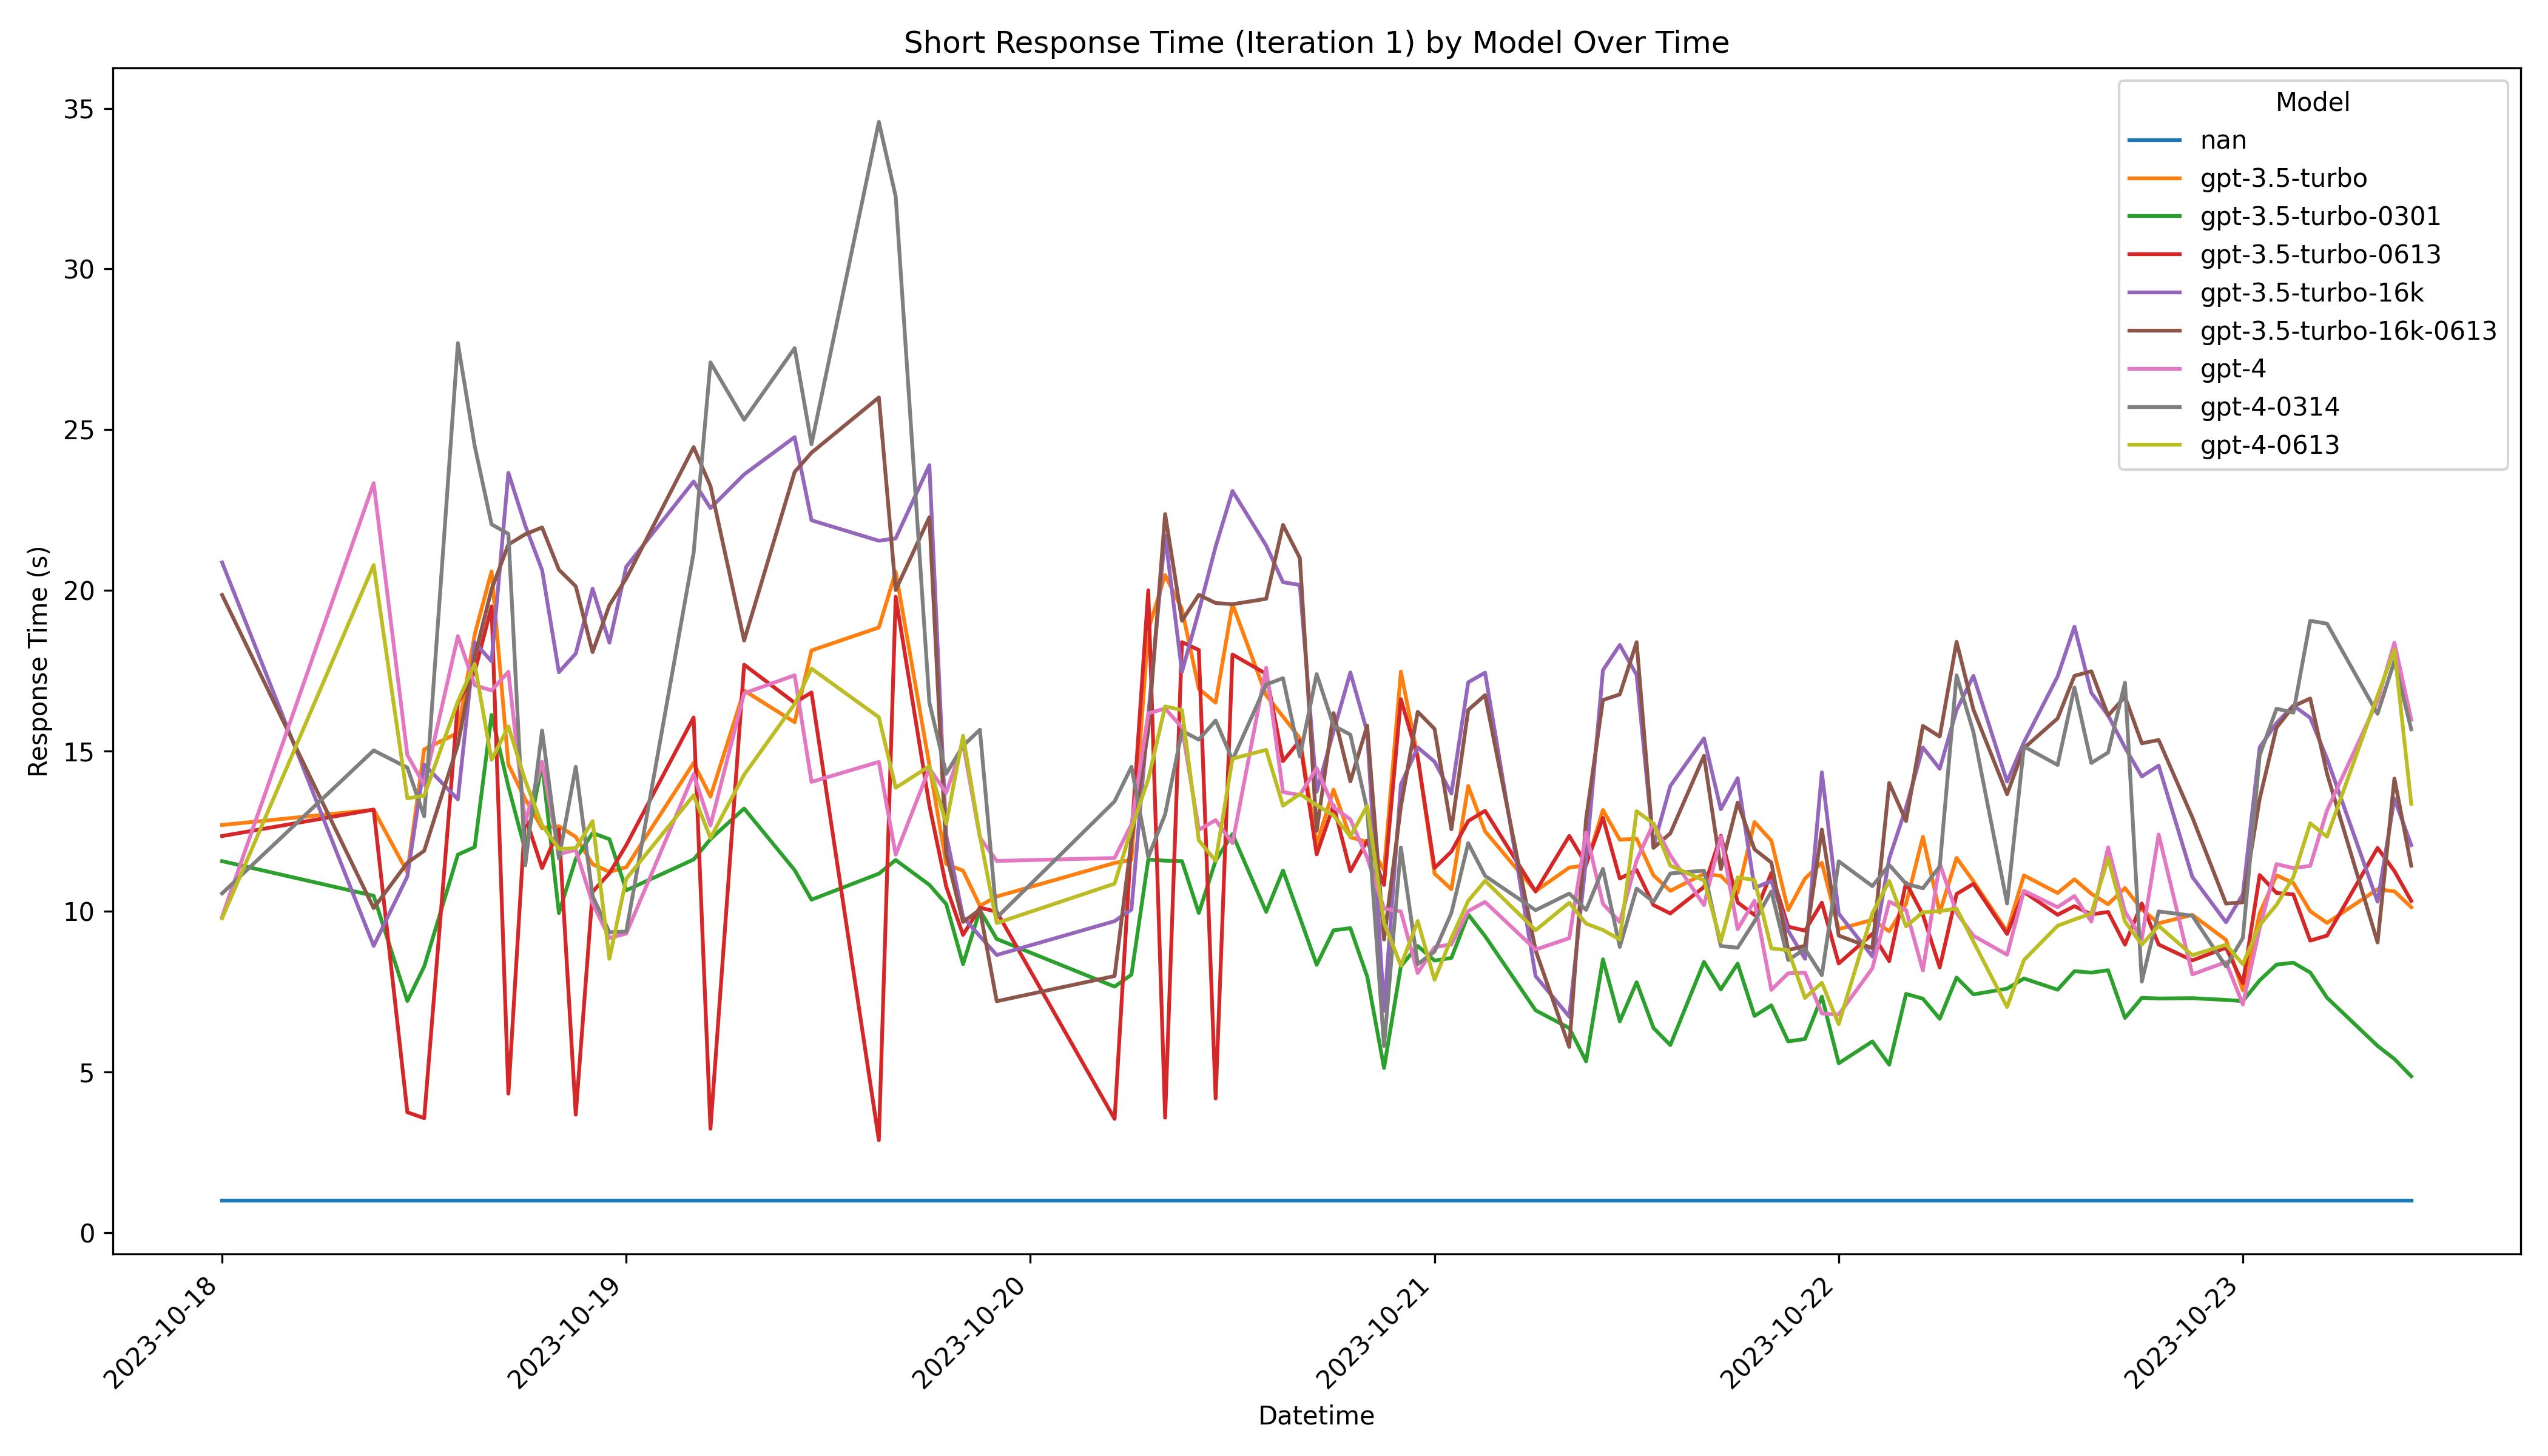 Short Response Time (Iteration 1) by Model Over Time
Response Time (s)
35
30
25
20
15
10
5
0
Model
nan
gpt-3.5-turbo
gpt-3.5-turbo-0301
gpt-3.5-turbo-0613
gpt-3.5-turbo-16k
gpt-3.5-turbo-16k-0613
gpt-4
gpt-4-0314
gpt-4-0613
2023-10-18
2023-10-19
2023-10-20
2023-10-21
2023-10-22
2023-10-23
Datetime